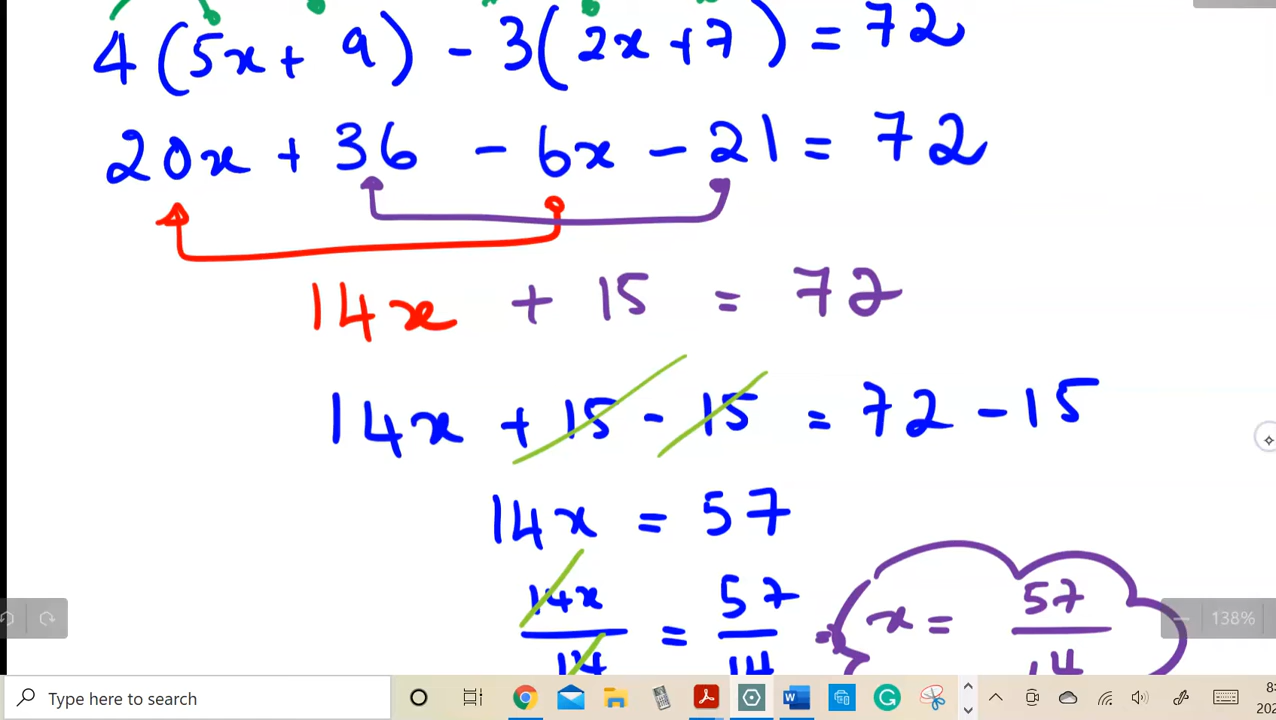 4(5x + 9) - 3(2x + 7) = 72
20x + 36 - 6x - 21 = 72
14x + 15 = 72
14x + 15 - 15 = 72 - 15
14x = 57
14x/14 = 57/14
x = 57/14
138%
Type here to search